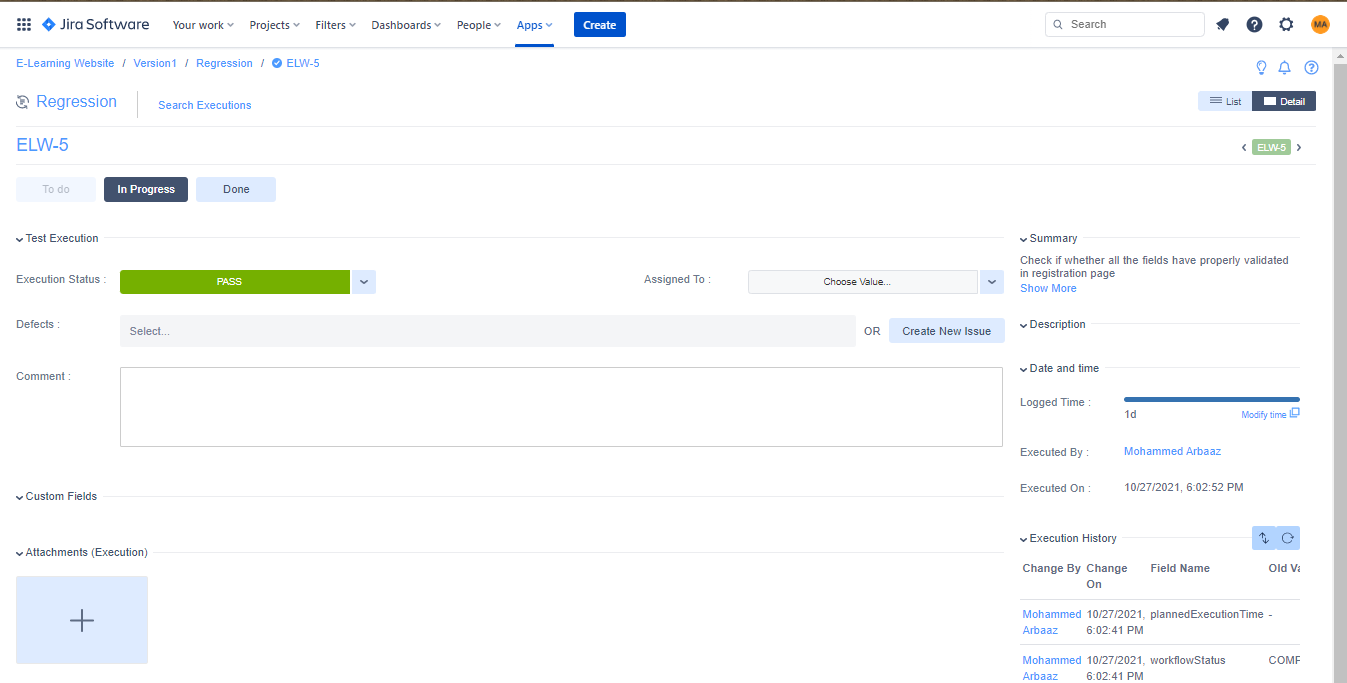 Jira Software Your work Projects Filters Dashboards People Apps Create Search MA
E-Learning Website / Version1 / Regression / ELW-5
Regression Search Executions List Detail
ELW-5 ELW-5
To do In Progress Done
Test Execution
Execution Status : PASS Assigned To : Choose Value...
Defects : Select... OR Create New Issue
Comment :
Custom Fields
Attachments (Execution)
Summary
Check if whether all the fields have properly validated
in registration page
Show More
Description
Date and time
Logged Time :
1d Modify time
Executed By : Mohammed Arbaaz
Executed On : 10/27/2021, 6:02:52 PM
Execution History
Change By Change Field Name Old Va
On
Mohammed 10/27/2021, plannedExecutionTime -
Arbaaz 6:02:41 PM
Mohammed 10/27/2021, workflowStatus COMP
Arbaaz 6:02:41 PM